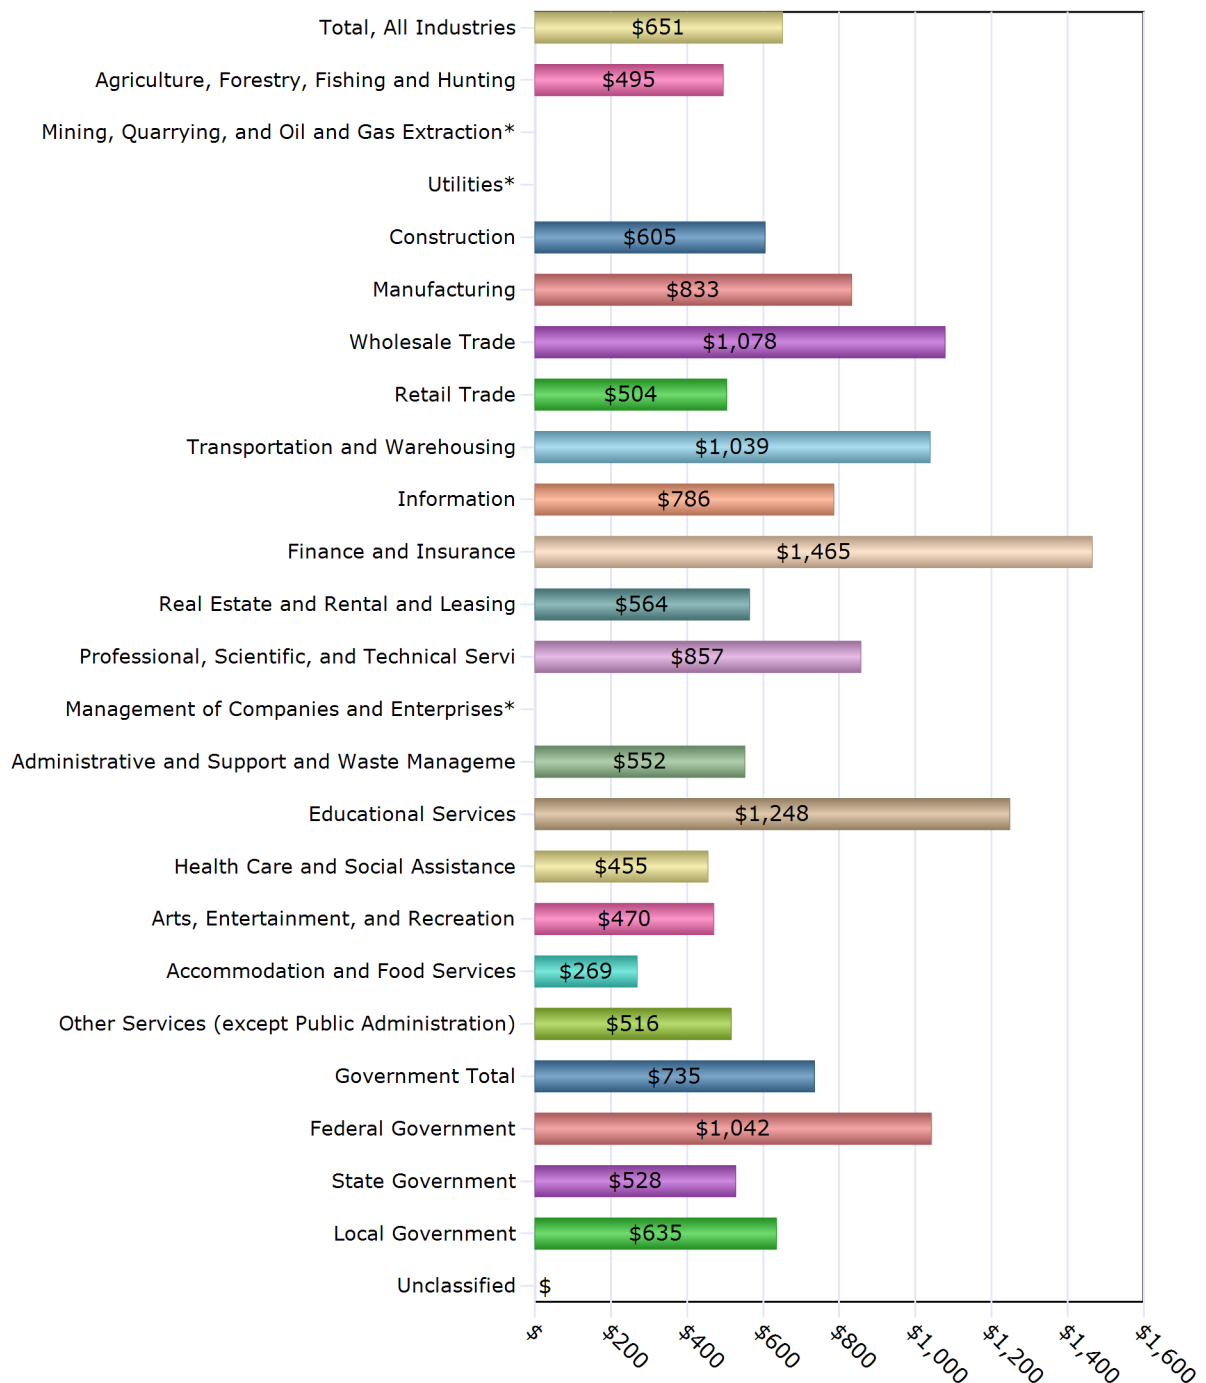 Total, All Industries $651
Agriculture, Forestry, Fishing and Hunting $495
Mining, Quarrying, and Oil and Gas Extraction*
Utilities*
Construction $605
Manufacturing $833
Wholesale Trade $1,078
Retail Trade $504
Transportation and Warehousing $1,039
Information $786
Finance and Insurance $1,465
Real Estate and Rental and Leasing $564
Professional, Scientific, and Technical Servi $857
Management of Companies and Enterprises*
Administrative and Support and Waste Manageme $552
Educational Services $1,248
Health Care and Social Assistance $455
Arts, Entertainment, and Recreation $470
Accommodation and Food Services $269
Other Services (except Public Administration) $516
Government Total $735
Federal Government $1,042
State Government $528
Local Government $635
Unclassified $
$ $200 $400 $600 $800 $1,000 $1,200 $1,400 $1,600